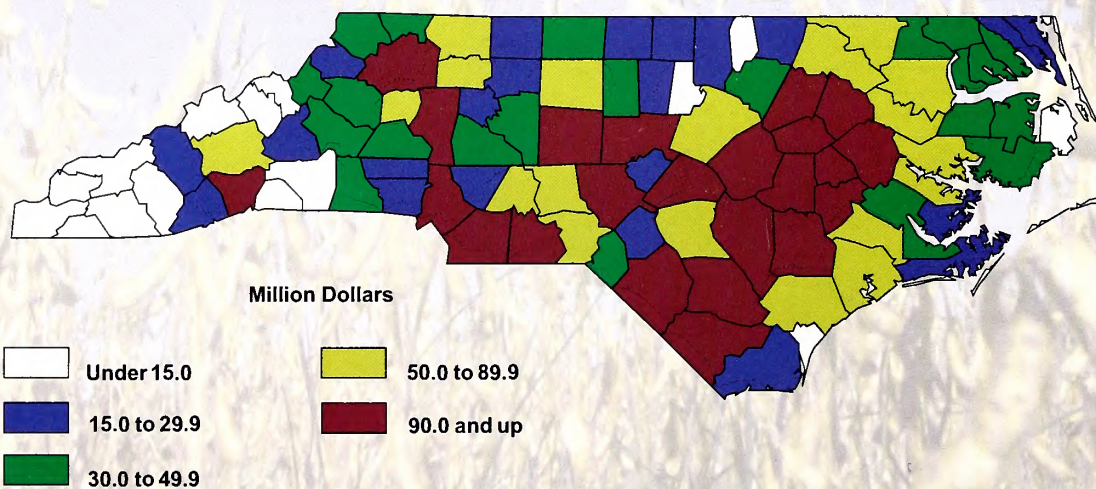 Million Dollars
Under 15.0
15.0 to 29.9
30.0 to 49.9
50.0 to 89.9
90.0 and up